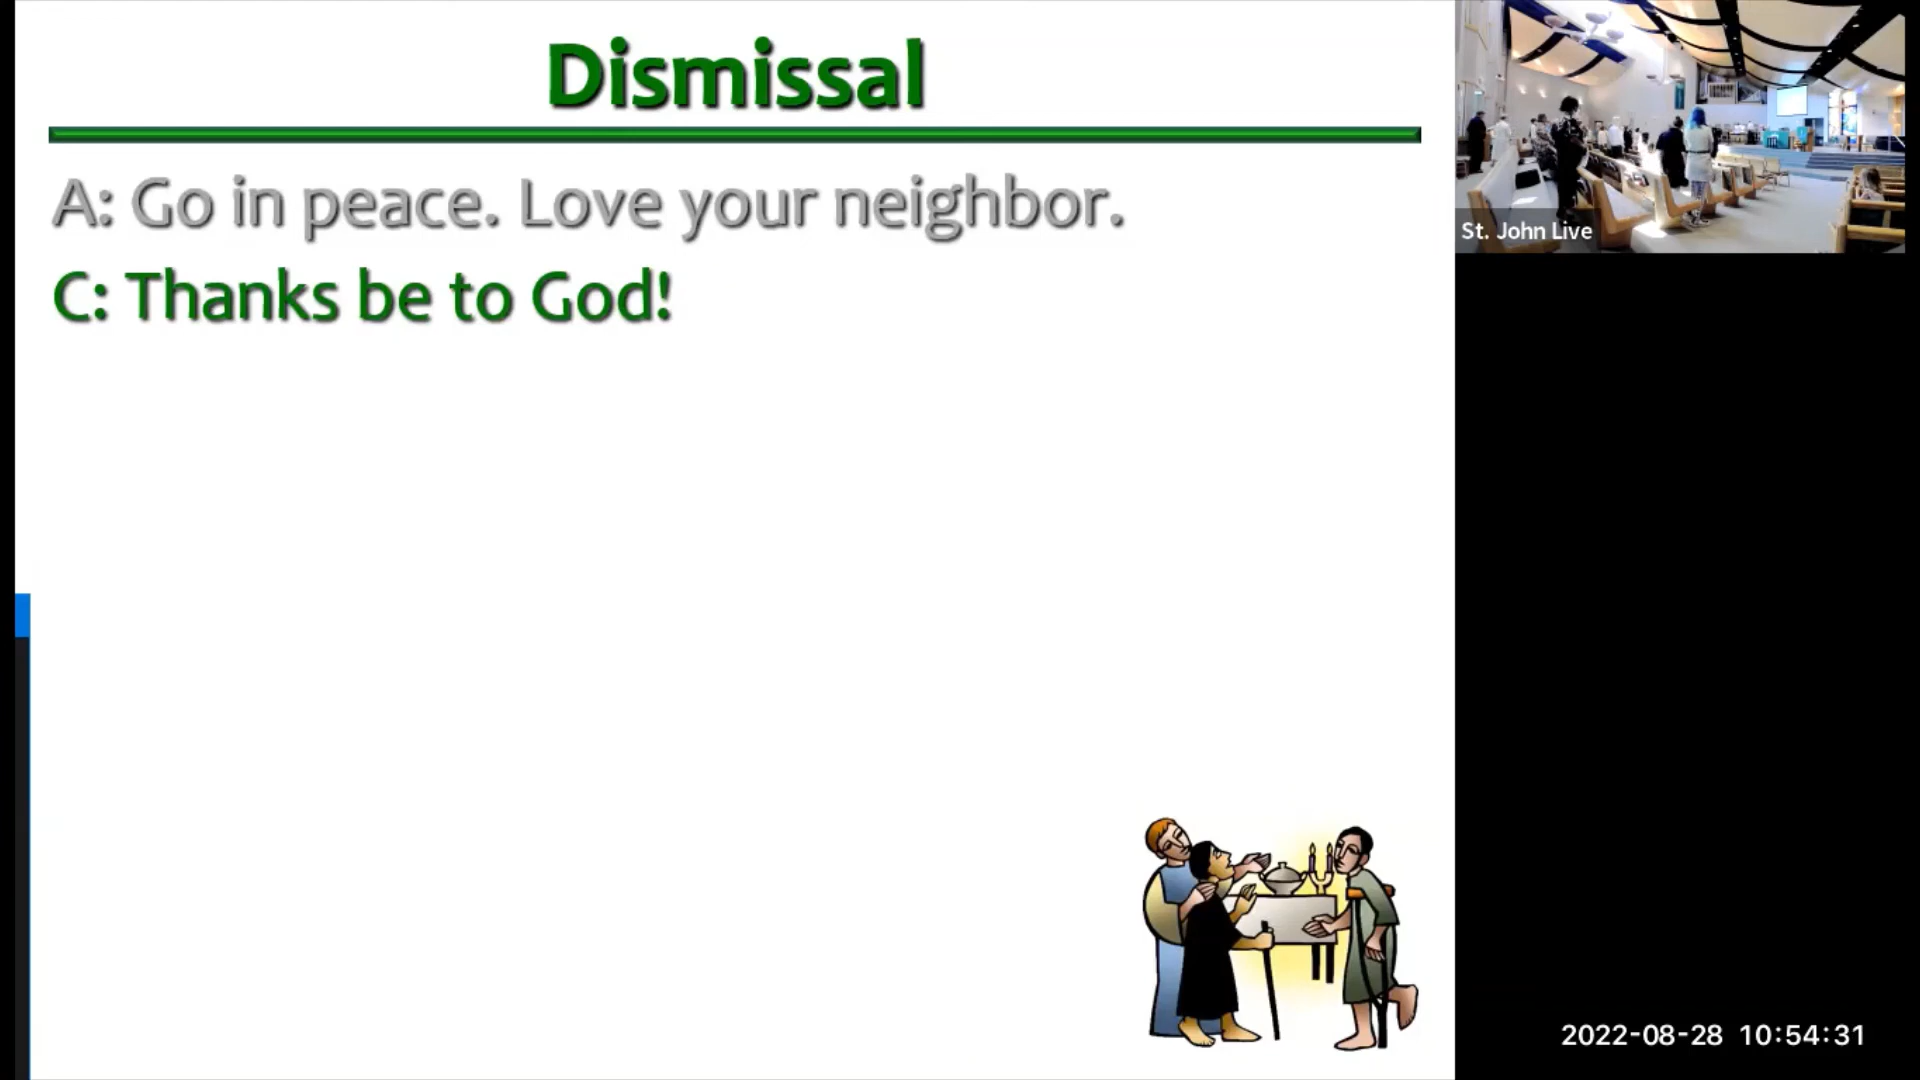 Dismissal
A: Go in peace. Love your neighbor.
C: Thanks be to God!
St. John Live
2022-08-28 10:54:31